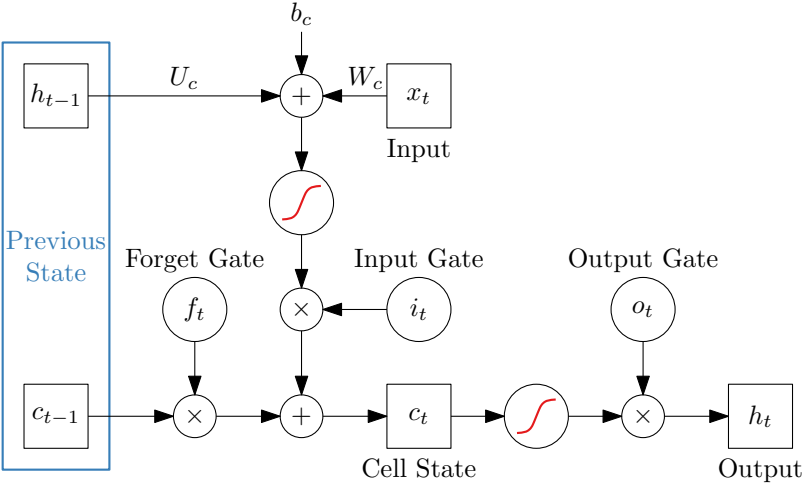 b_c
h_{t−1}
U_c
+
W_c
x_t
Input
Previous
State
Forget Gate
Input Gate
Output Gate
f_t
×
i_t
o_t
c_{t−1}
×
+
c_t
×
h_t
Cell State
Output